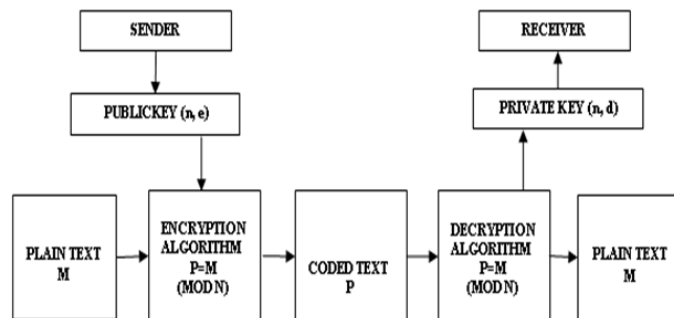 SENDER
RECEIVER
PUBLICKEY (n, e)
PRIVATE KEY (n, d)
PLAIN TEXT
M
ENCRYPTION
ALGORITHM
P=M
(MOD N)
CODED TEXT
P
DECRYPTION
ALGORITHM
P=M
(MOD N)
PLAIN TEXT
M